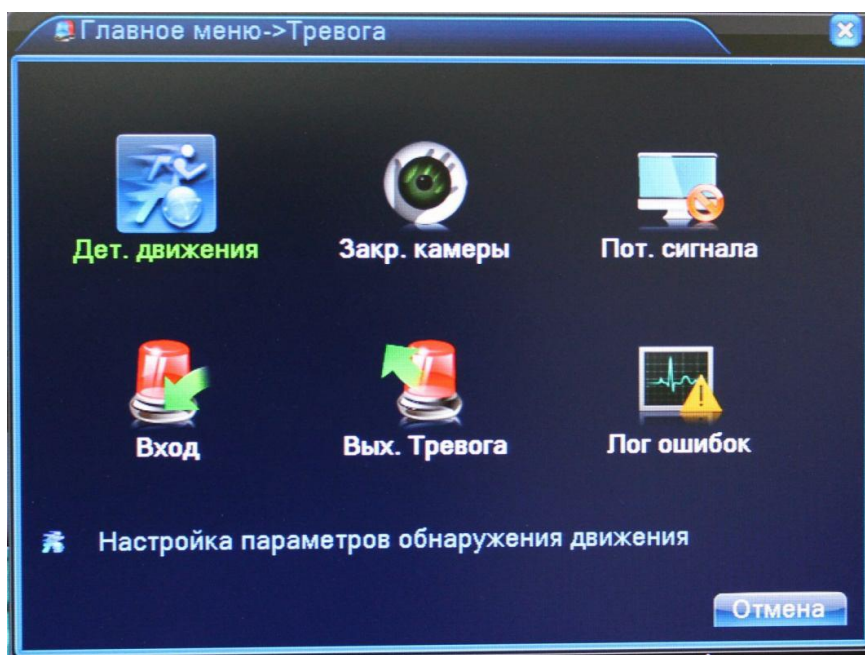 Главное меню->Тревога
Дет. движения
Закр. камеры
Пот. сигнала
Вход
Вых. Тревога
Лог ошибок
Настройка параметров обнаружения движения
Отмена